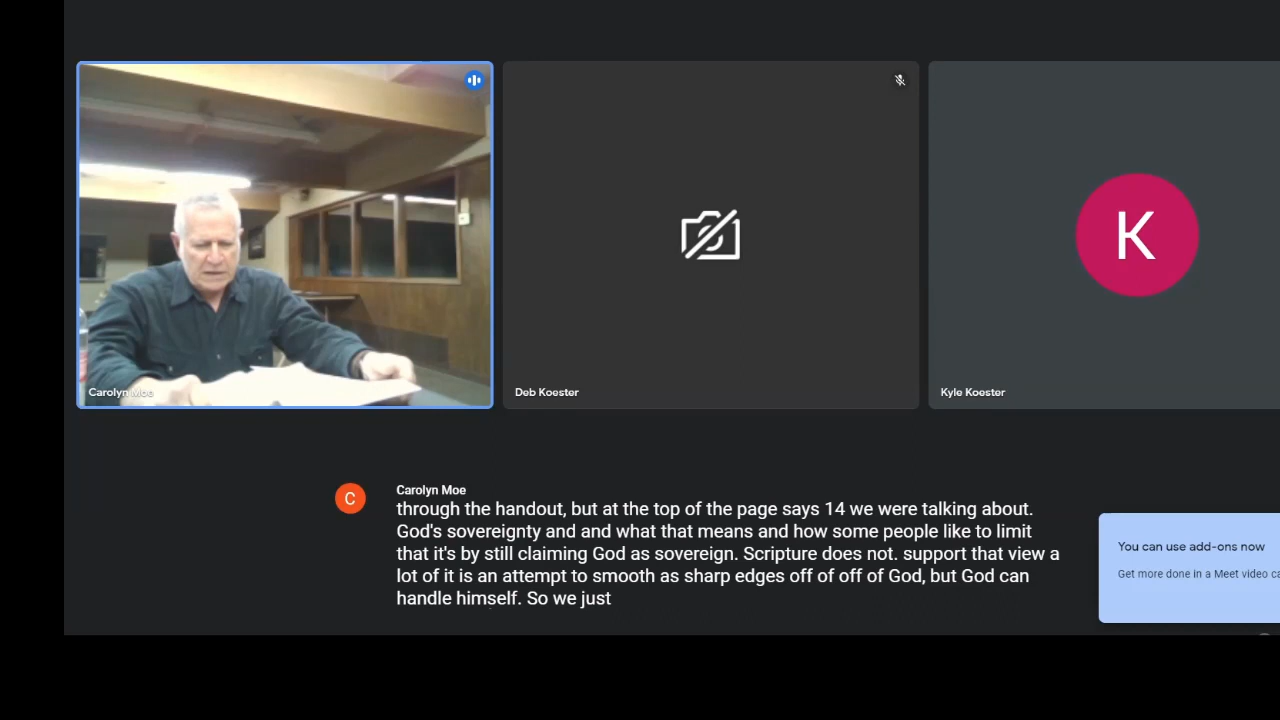 Carolyn Moe
Deb Koester
K
Kyle Koester
C
Carolyn Moe
through the handout, but at the top of the page says 14 we were talking about.
God's sovereignty and and what that means and how some people like to limit
that it's by still claiming God as sovereign. Scripture does not. support that view a
lot of it is an attempt to smooth as sharp edges off of off of God, but God can
handle himself. So we just
You can use add-ons now
Get more done in a Meet video